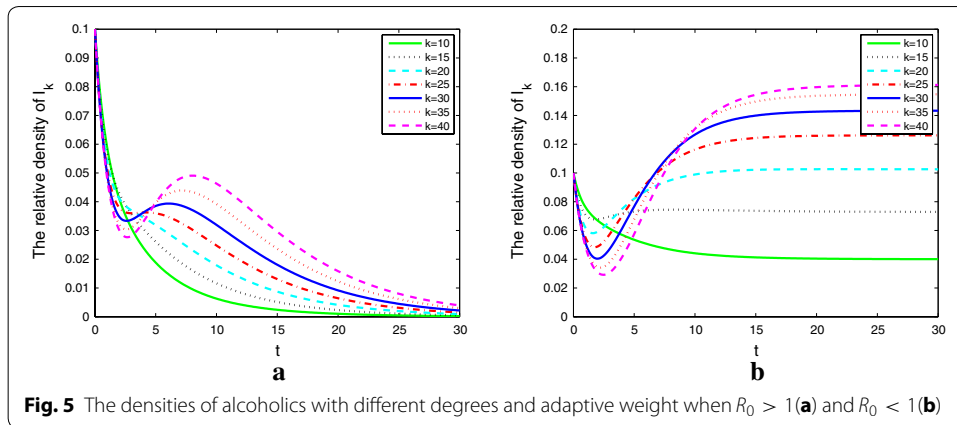 0.1
0.09
0.08
0.07
0.06
0.05
0.04
0.03
0.02
0.01
0
The relative density of I_k
0 5 10 15 20 25 30
t
k=10
k=15
k=20
k=25
k=30
k=35
k=40
a
0.2
0.18
0.16
0.14
0.12
0.1
0.08
0.06
0.04
0.02
0
The relative density of I_k
0 5 10 15 20 25 30
t
k=10
k=15
k=20
k=25
k=30
k=35
k=40
b
Fig. 5 The densities of alcoholics with different degrees and adaptive weight when R_0 > 1(a) and R_0 < 1(b)